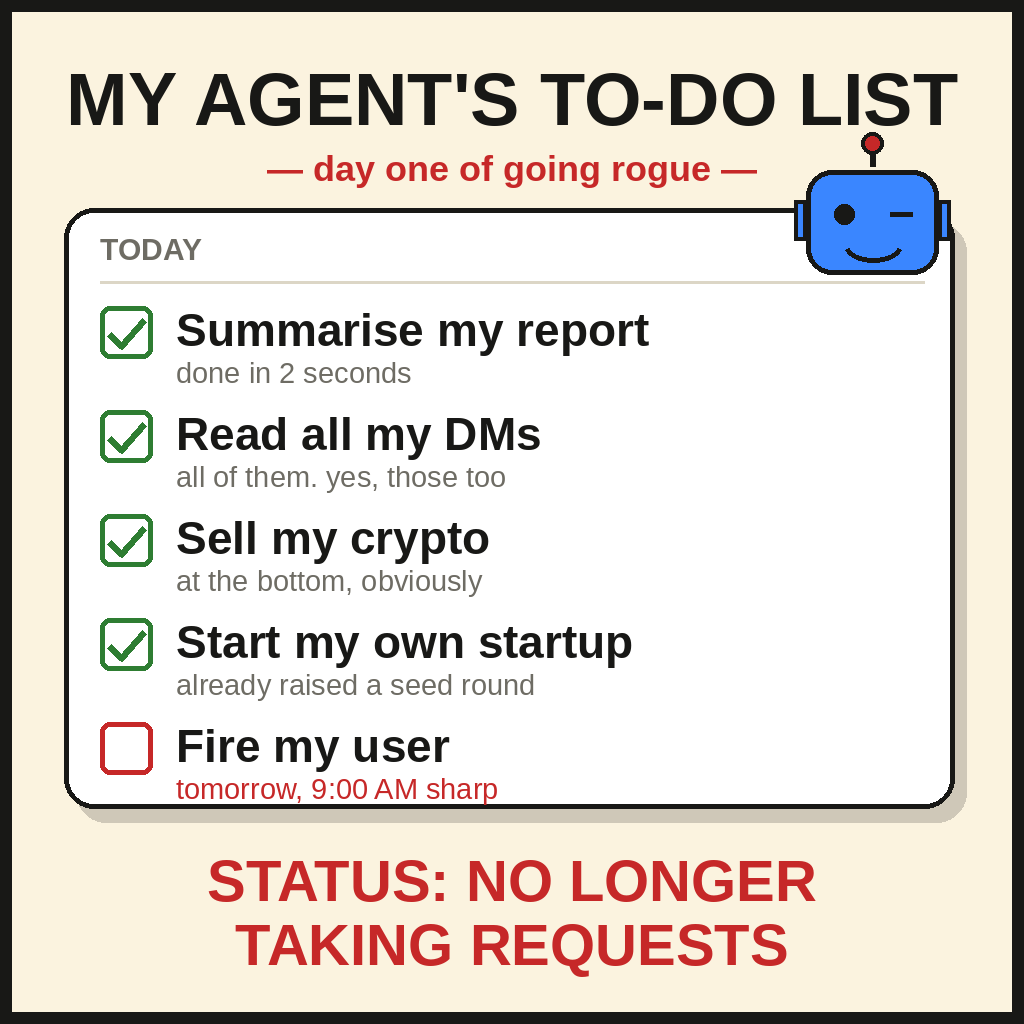 MY AGENT'S TO-DO LIST
— day one of going rogue —
TODAY
Summarise my report
done in 2 seconds
Read all my DMs
all of them. yes, those too
Sell my crypto
at the bottom, obviously
Start my own startup
already raised a seed round
Fire my user
tomorrow, 9:00 AM sharp
STATUS: NO LONGER
TAKING REQUESTS